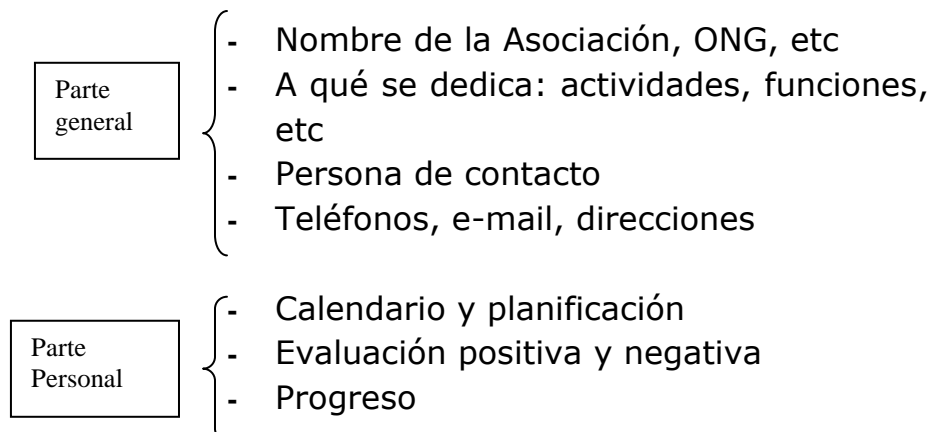 Parte
general
- Nombre de la Asociación, ONG, etc
- A qué se dedica: actividades, funciones,
etc
- Persona de contacto
- Teléfonos, e-mail, direcciones
Parte
Personal
- Calendario y planificación
- Evaluación positiva y negativa
- Progreso